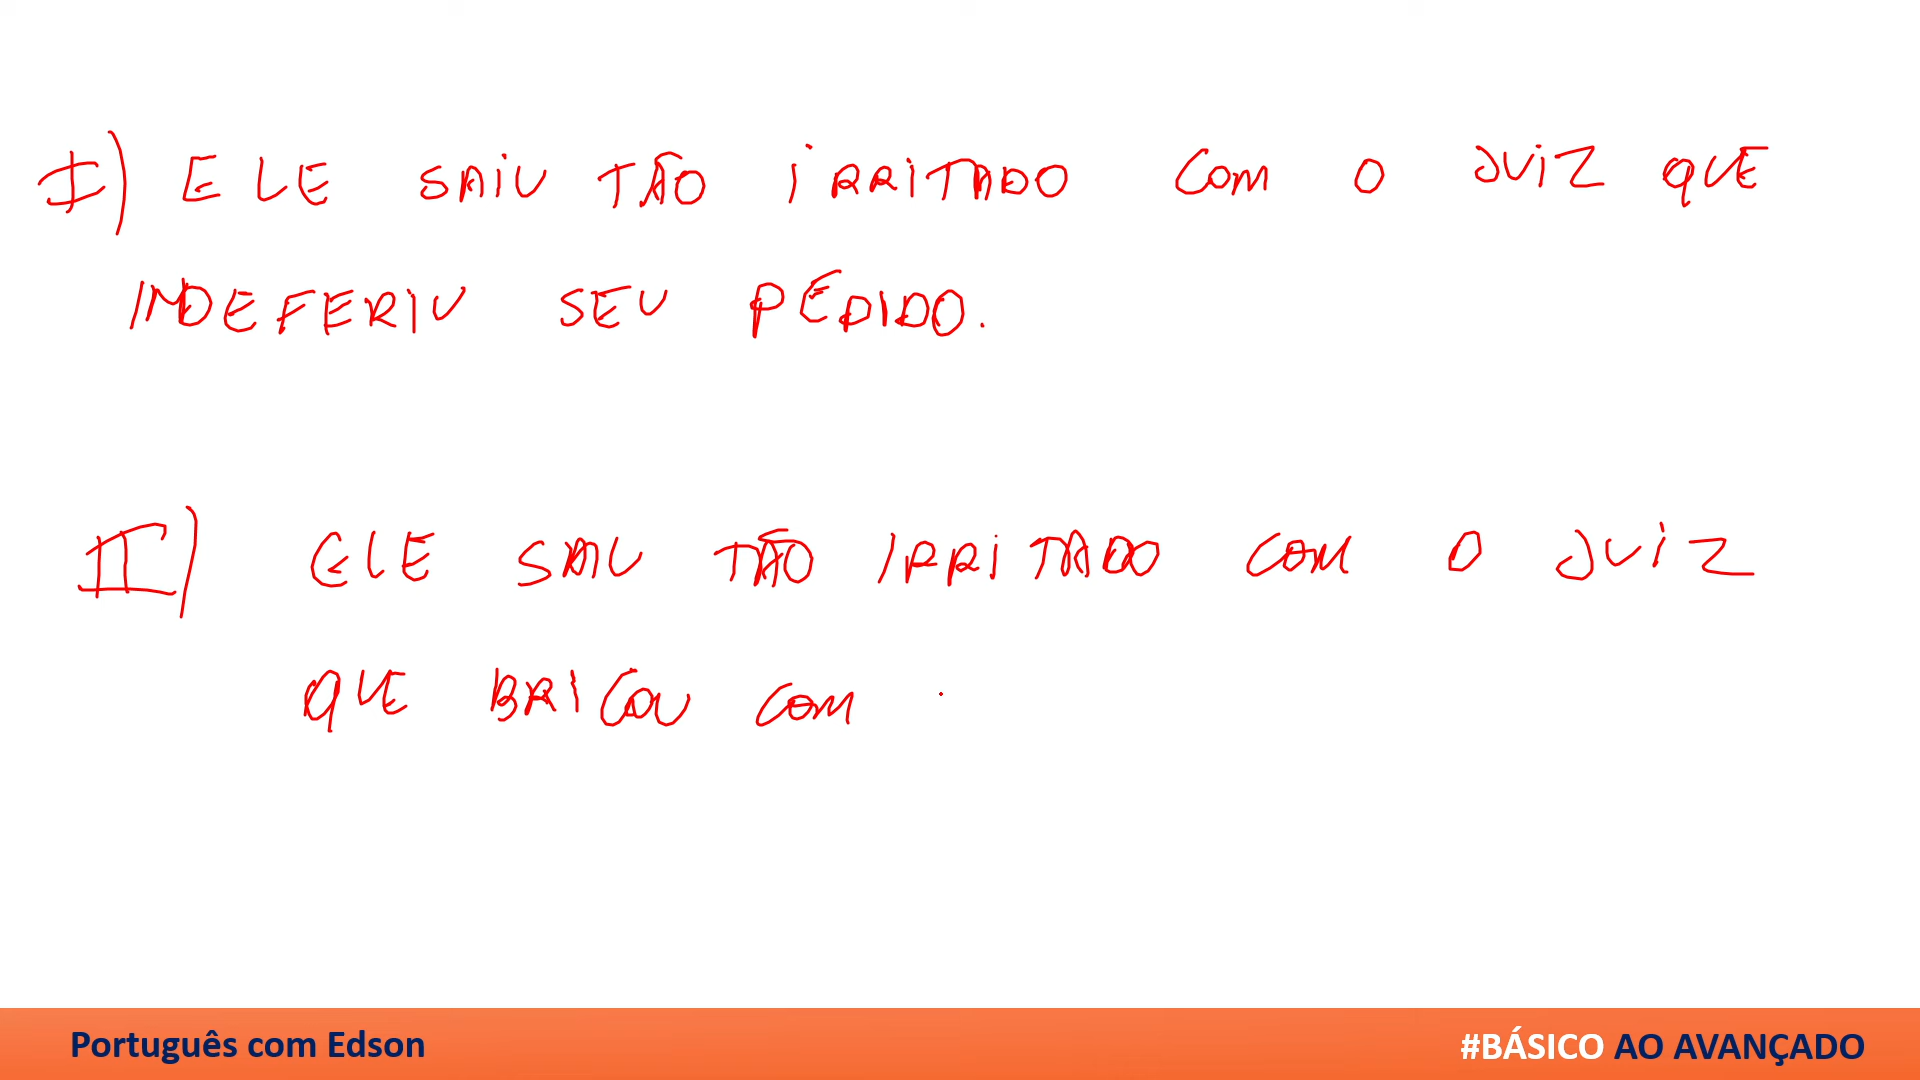 I) ELE SAIU TÃO IRRITADO COM O JUIZ QUE
INDEFERIU SEU PEDIDO.
II) ELE SAIU TÃO IRRITADO COM O JUIZ
QUE BRIGOU COM
Português com Edson
#BÁSICO AO AVANÇADO